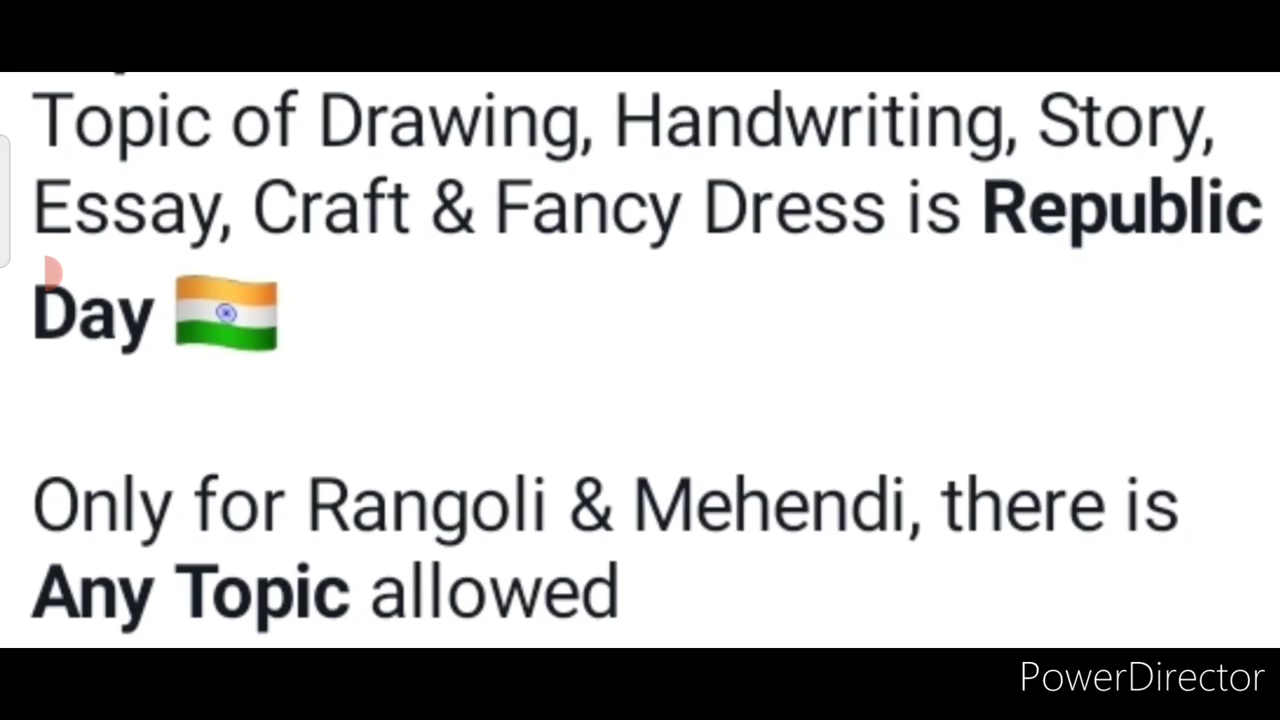 Topic of Drawing, Handwriting, Story,
Essay, Craft & Fancy Dress is Republic
Day 🇮🇳
Only for Rangoli & Mehendi, there is
Any Topic allowed
PowerDirector